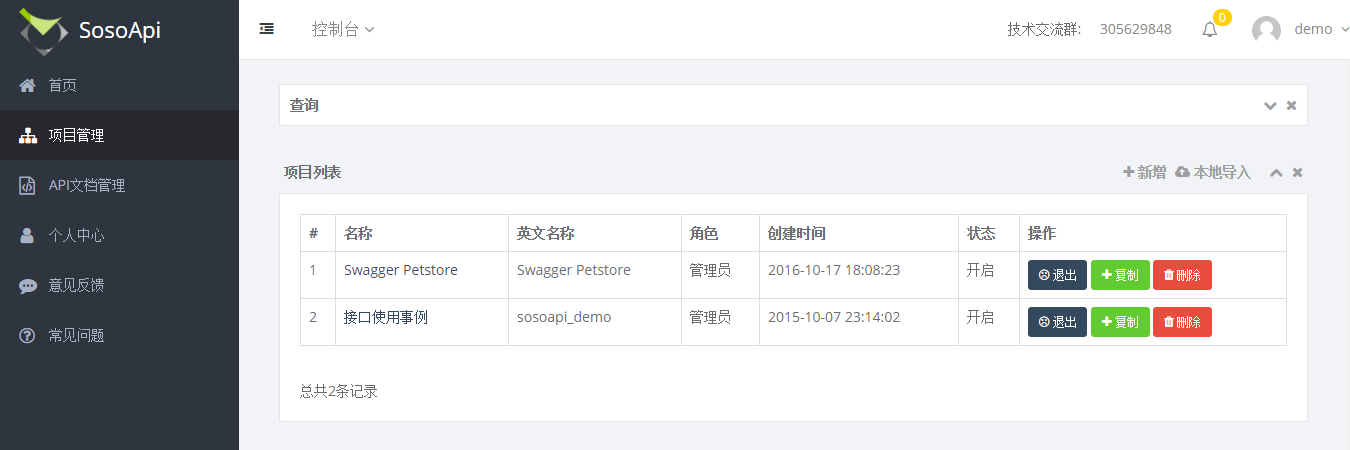 SosoApi
控制台
技术交流群: 305629848
0
demo
首页
项目管理
API文档管理
个人中心
意见反馈
常见问题
查询
项目列表
新增 本地导入
# 名称 英文名称 角色 创建时间 状态 操作
1 Swagger Petstore Swagger Petstore 管理员 2016-10-17 18:08:23 开启 退出 复制 删除
2 接口使用事例 sosoapi_demo 管理员 2015-10-07 23:14:02 开启 退出 复制 删除
总共2条记录